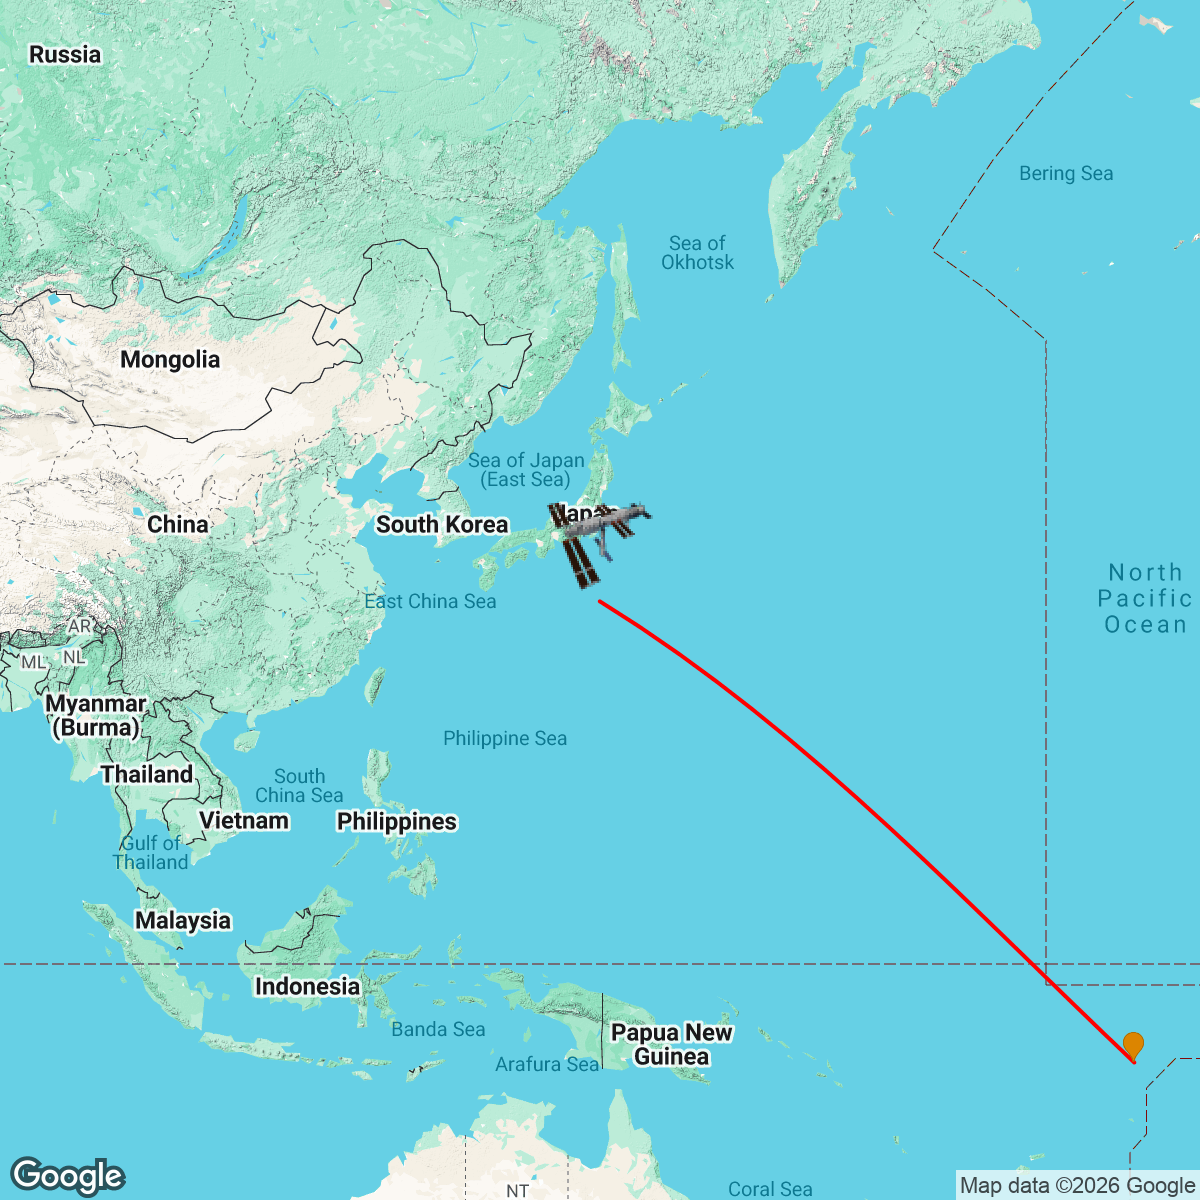 Russia
Bering Sea
Sea of
Okhotsk
Mongolia
Sea of Japan
(East Sea)
Japan
China
South Korea
North
Pacific
Ocean
East China Sea
AR
ML
NL
Myanmar
(Burma)
Philippine Sea
Thailand
South
China Sea
Vietnam
Philippines
Gulf of
Thailand
Malaysia
Indonesia
Banda Sea
Papua New
Guinea
Arafura Sea
Google
NT
Coral Sea
Map data ©2026 Google